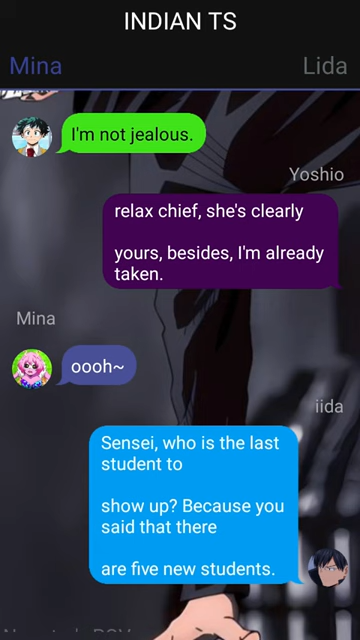 INDIAN TS
Mina
Lida
I'm not jealous.
Yoshio
relax chief, she's clearly
yours, besides, I'm already
taken.
Mina
oooh~
iida
Sensei, who is the last
student to
show up? Because you
said that there
are five new students.